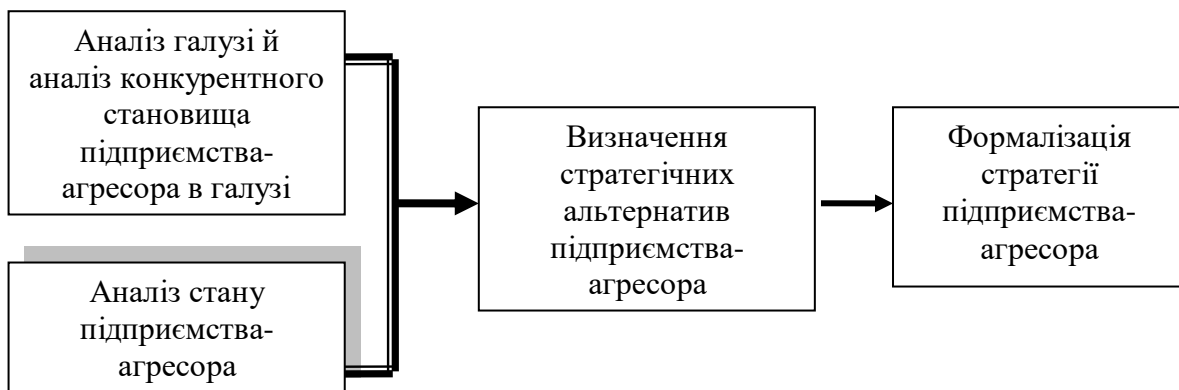 Аналіз галузі й
аналіз конкурентного
становища
підприємства-
агресора в галузі
Аналіз стану
підприємства-
агресора
Визначення
стратегічних
альтернатив
підприємства-
агресора
Формалізація
стратегії
підприємства-
агресора